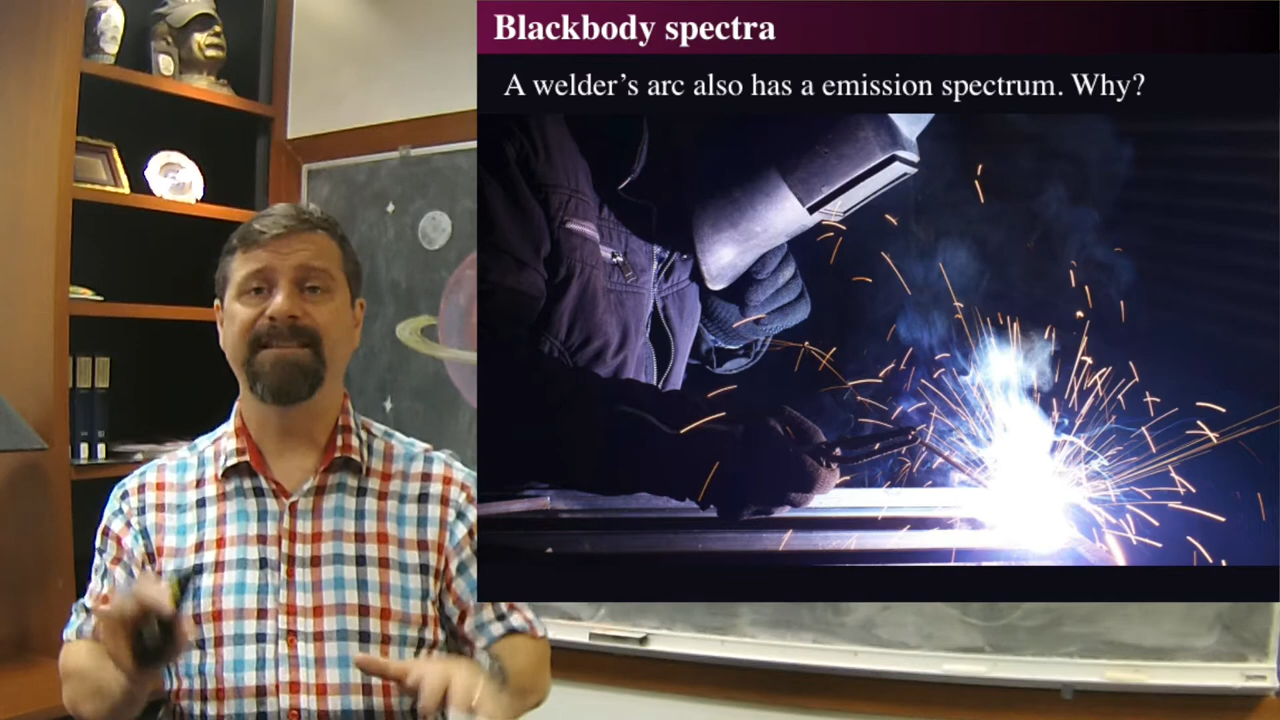 Blackbody spectra
A welder’s arc also has a emission spectrum. Why?